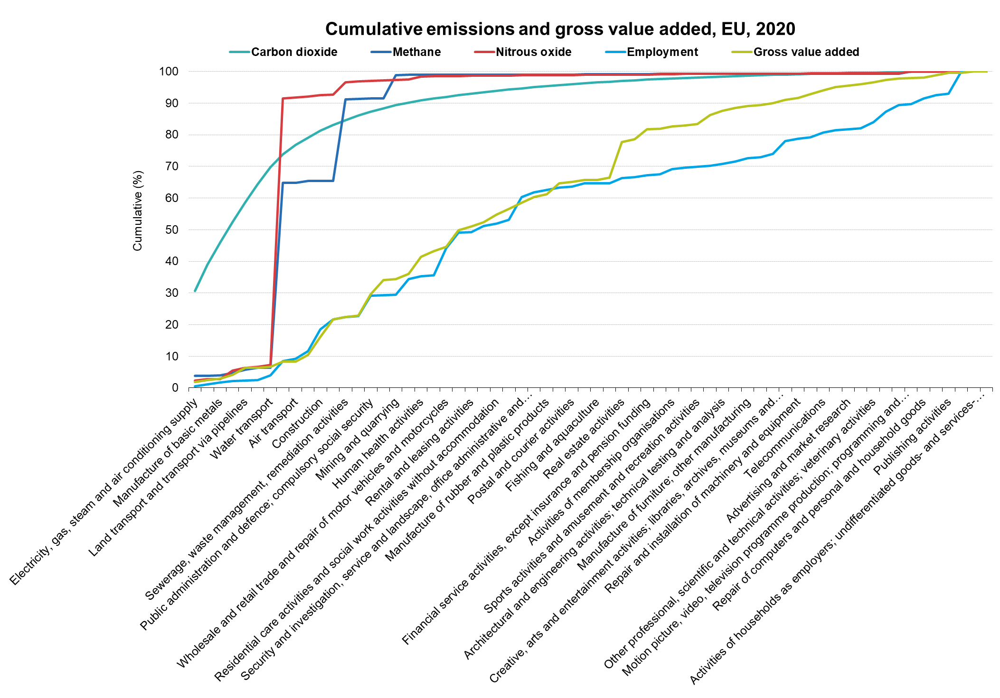 Cumulative emissions and gross value added, EU, 2020
Carbon dioxide
Methane
Nitrous oxide
Employment
Gross value added
Cumulative (%)
100
90
80
70
60
50
40
30
20
10
0
Electricity, gas, steam and air conditioning supply
Manufacture of basic metals
Land transport and transport via pipelines
Water transport
Air transport
Construction
Sewerage, waste management, remediation activities
Public administration and defence; compulsory social security
Mining and quarrying
Human health activities
Wholesale and retail trade and repair of motor vehicles and motorcycles
Rental and leasing activities
Residential care activities and social work activities without accommodation
Security and investigation, service and landscape, office administrative and…
Manufacture of rubber and plastic products
Postal and courier activities
Fishing and aquaculture
Real estate activities
Financial service activities, except insurance and pension funding
Activities of membership organisations
Sports activities and amusement and recreation activities
Architectural and engineering activities; technical testing and analysis
Manufacture of furniture; other manufacturing
Creative, arts and entertainment activities; libraries, archives, museums and…
Repair and installation of machinery and equipment
Telecommunications
Advertising and market research
Other professional, scientific and technical activities; veterinary activities
Motion picture, video, television programme production; programming and…
Repair of computers and personal and household goods
Publishing activities
Activities of households as employers; undifferentiated goods- and services-…